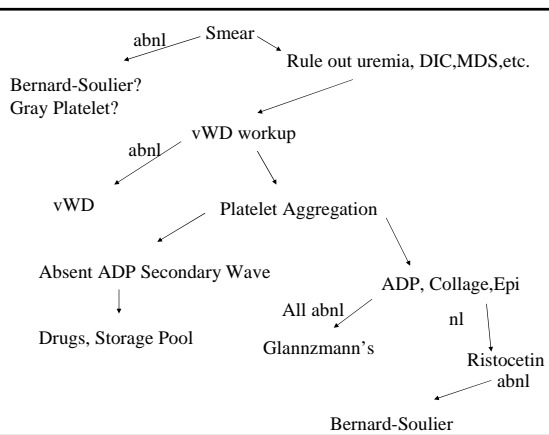 Smear
abnl
Rule out uremia, DIC,MDS,etc.
Bernard-Soulier?
Gray Platelet?
vWD workup
abnl
vWD
Platelet Aggregation
Absent ADP Secondary Wave
ADP, Collage,Epi
All abnl
nl
Drugs, Storage Pool
Glannzmann's
Ristocetin
abnl
Bernard-Soulier